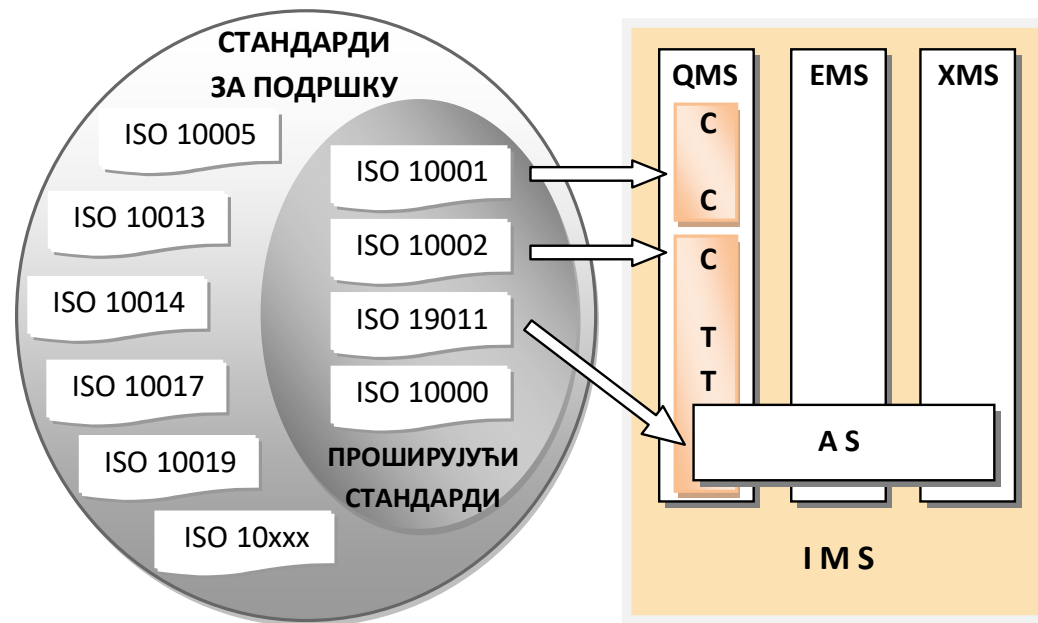 СТАНДАРДИ
ЗА ПОДРШКУ
ISO 10005
ISO 10013
ISO 10014
ISO 10017
ISO 10019
ISO 10xxx
ISO 10001
ISO 10002
ISO 19011
ISO 10000
ПРОШИРУЈУЋИ
СТАНДАРДИ
QMS
EMS
XMS
C
C
C
T
T
A S
I M S